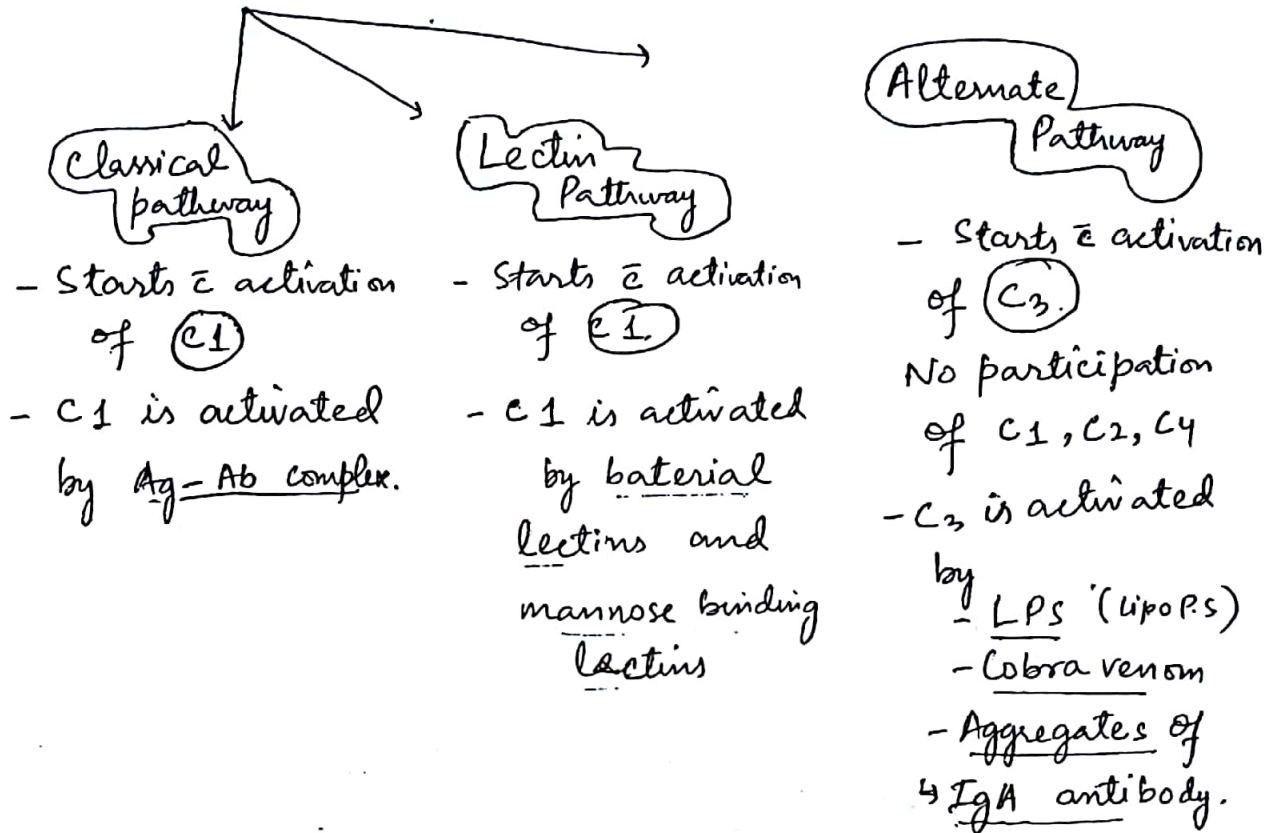 Classical
pathway
- Starts c̄ activation
of C1
- C1 is activated
by Ag-Ab complex.
Lectin
Pathway
- Starts c̄ activation
of C1.
- C1 is activated
by baterial
lectins and
mannose binding
lectins
Alternate
Pathway
- Starts c̄ activation
of C3.
No participation
of C1, C2, C4
- C3 is activated
by
- LPS (Lipo P.S)
- Cobra venom
- Aggregates of
↳ IgA antibody.